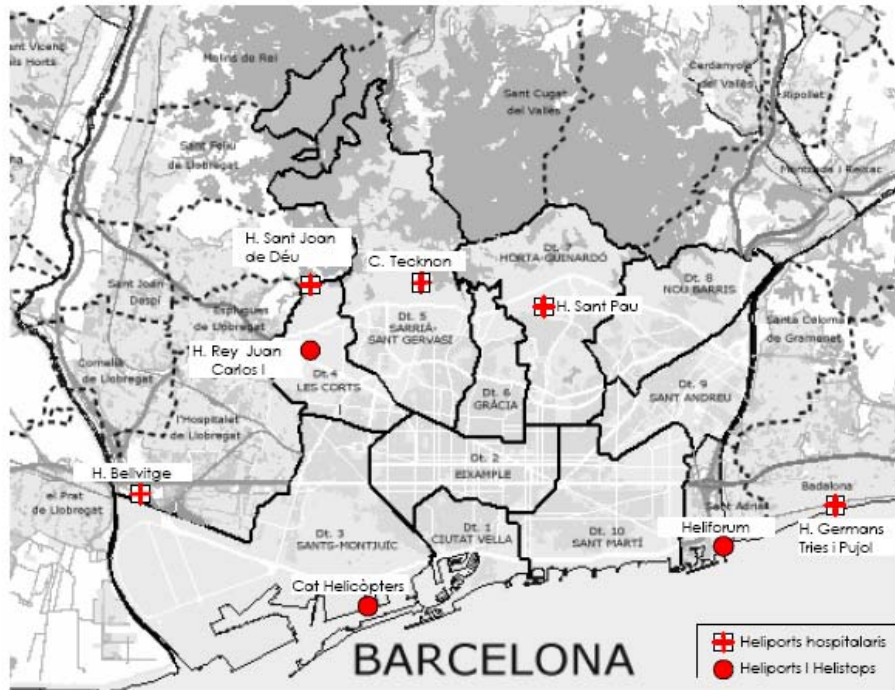 Molins de Rei
Cerdanyola
del Vallès
Sant Cugat
del Vallès
Ripollet
Sant Feliu
de Llobregat
Montcada i Reixac
H. Sant Joan
de Déu
C. Tecknon
Dt. 7
HORTA-GUINARDÓ
Dt. 8
NOU BARRIS
Sant Joan
Despí
H. Sant Pau
Esplugues
de Llobregat
Dt. 5
SARRIÀ-
SANT GERVASI
Santa Coloma
de Gramenet
H. Rey Juan
Carlos I
Cornellà
de Llobregat
Dt.4
LES CORTS
Dt. 6
GRÀCIA
Dt. 9
SANT ANDREU
l'Hospitalet
de Llobregat
H. Bellvitge
Dt. 2
EIXAMPLE
el Prat
de Llobregat
Badalona
Sant Adrià
Dt. 3
SANTS-MONTJUÏC
Dt. 1
CIUTAT VELLA
Dt. 10
SANT MARTÍ
Heliforum
H. Germans
Tries i Pujol
Cat Helicòpters
BARCELONA
Heliports hospitalaris
Heliports I Helistops